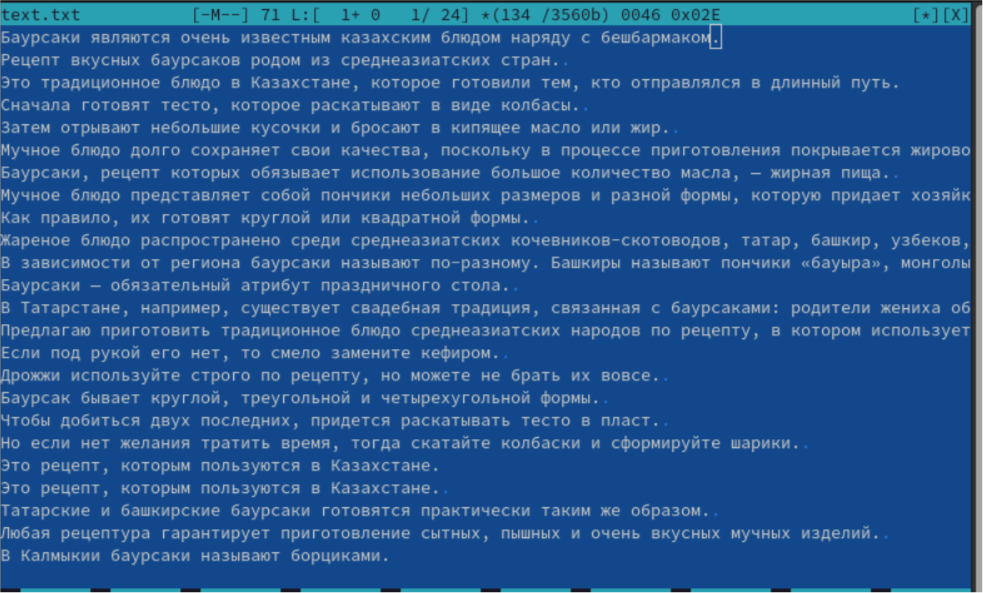 text.txt [-M--] 71 L:[ 1+ 0 1/ 24] *(134 /3560b) 0046 0x02E [*][X]
Баурсаки являются очень известным казахским блюдом наряду с бешбармаком.
Рецепт вкусных баурсаков родом из среднеазиатских стран.
Это традиционное блюдо в Казахстане, которое готовили тем, кто отправлялся в длинный путь.
Сначала готовят тесто, которое раскатывают в виде колбасы.
Затем отрывают небольшие кусочки и бросают в кипящее масло или жир.
Мучное блюдо долго сохраняет свои качества, поскольку в процессе приготовления покрывается жирово
Баурсаки, рецепт которых обязывает использование большое количество масла, — жирная пища.
Мучное блюдо представляет собой пончики небольших размеров и разной формы, которую придает хозяйк
Как правило, их готовят круглой или квадратной формы.
Жареное блюдо распространено среди среднеазиатских кочевников-скотоводов, татар, башкир, узбеков,
В зависимости от региона баурсаки называют по-разному. Башкиры называют пончики «бауыра», монголы
Баурсаки — обязательный атрибут праздничного стола.
В Татарстане, например, существует свадебная традиция, связанная с баурсаками: родители жениха об
Предлагаю приготовить традиционное блюдо среднеазиатских народов по рецепту, в котором использует
Если под рукой его нет, то смело замените кефиром.
Дрожжи используйте строго по рецепту, но можете не брать их вовсе.
Баурсак бывает круглой, треугольной и четырехугольной формы.
Чтобы добиться двух последних, придется раскатывать тесто в пласт.
Но если нет желания тратить время, тогда скатайте колбаски и сформируйте шарики.
Это рецепт, которым пользуются в Казахстане.
Это рецепт, которым пользуются в Казахстане.
Татарские и башкирские баурсаки готовятся практически таким же образом.
Любая рецептура гарантирует приготовление сытных, пышных и очень вкусных мучных изделий.
В Калмыкии баурсаки называют борциками.